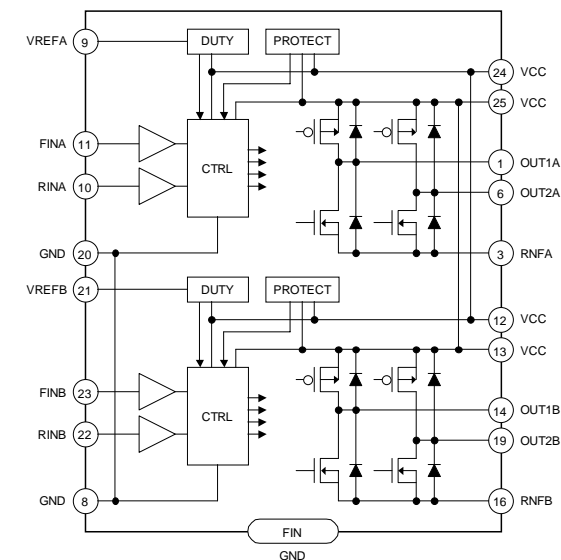 VREFA 9 DUTY PROTECT
24 VCC
25 VCC
FINA 11
CTRL
1 OUT1A
RINA 10
6 OUT2A
GND 20
3 RNFA
VREFB 21 DUTY PROTECT
12 VCC
13 VCC
FINB 23
CTRL
14 OUT1B
RINB 22
19 OUT2B
GND 8
16 RNFB
FIN
GND